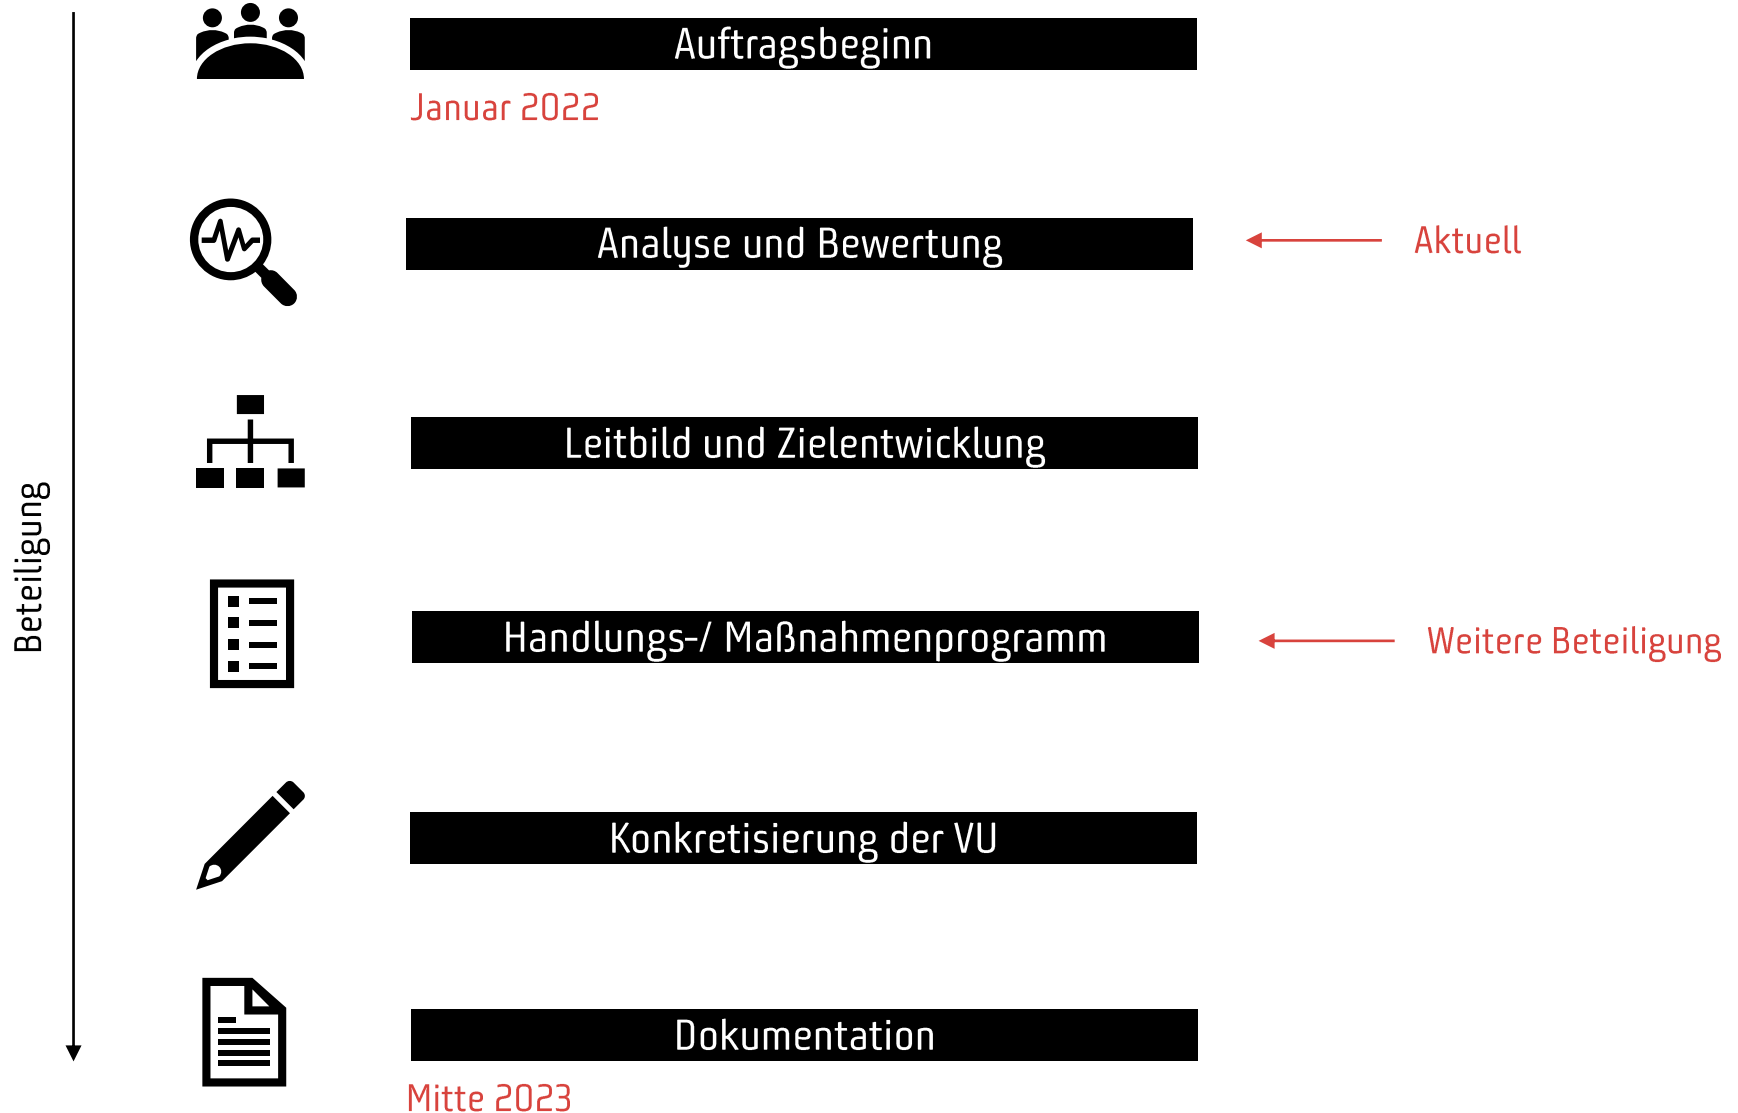 Auftragsbeginn
Januar 2022
Analyse und Bewertung
Aktuell
Leitbild und Zielentwicklung
Beteiligung
Handlungs-/ Maßnahmenprogramm
Weitere Beteiligung
Konkretisierung der VU
Dokumentation
Mitte 2023